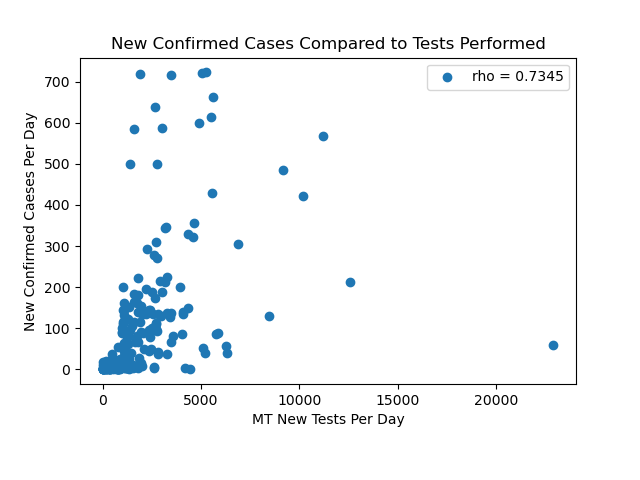 New Confirmed Cases Compared to Tests Performed
rho = 0.7345
New Confirmed Caeses Per Day
700
600
500
400
300
200
100
0
0 5000 10000 15000 20000
MT New Tests Per Day